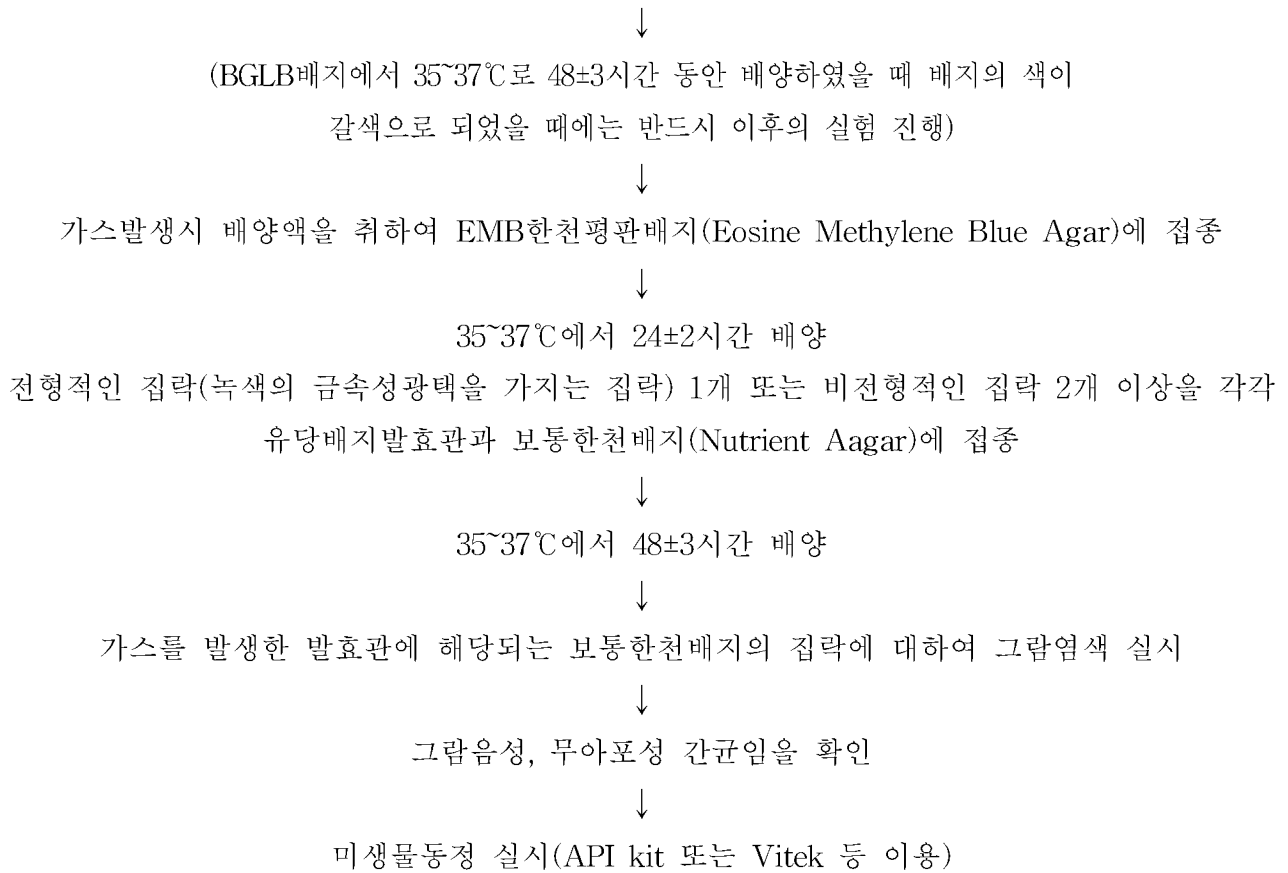 ↓
(BGLB배지에서 35~37℃로 48±3시간 동안 배양하였을 때 배지의 색이
갈색으로 되었을 때에는 반드시 이후의 실험 진행)
↓
가스발생시 배양액을 취하여 EMB한천평판배지(Eosine Methylene Blue Agar)에 접종
↓
35~37℃에서 24±2시간 배양
전형적인 집락(녹색의 금속성광택을 가지는 집락) 1개 또는 비전형적인 집락 2개 이상을 각각
유당배지발효관과 보통한천배지(Nutrient Aagar)에 접종
↓
35~37℃에서 48±3시간 배양
↓
가스를 발생한 발효관에 해당되는 보통한천배지의 집락에 대하여 그람염색 실시
↓
그람음성, 무아포성 간균임을 확인
↓
미생물동정 실시(API kit 또는 Vitek 등 이용)